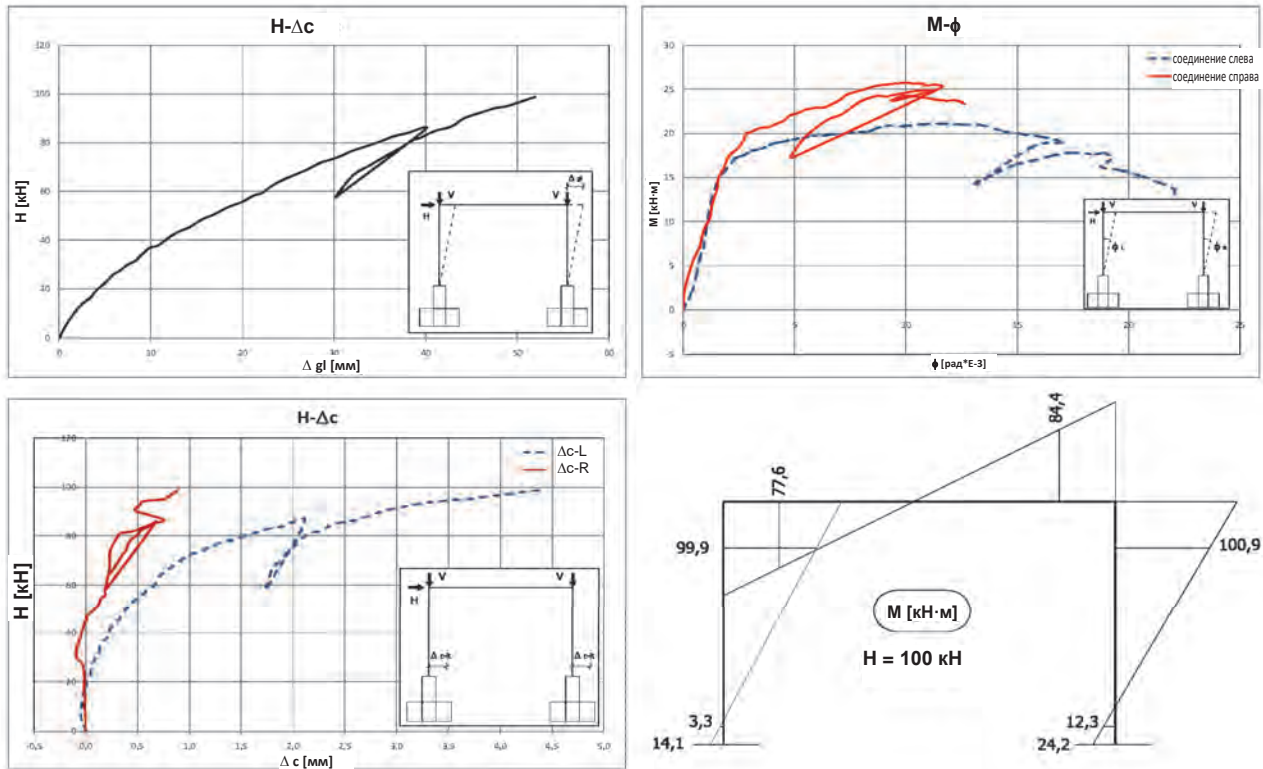 H-Δc
120
100
80
60
40
20
0
H [кН]
0 10 20 30 40 50 60
Δ gl [мм]
V V
H
M-ϕ
30
25
20
15
10
5
0
-5
M [кН·м]
соединение слева
соединение справа
0 5 10 15 20 25
ϕ [рад*E-3]
V V
H
ϕ L ϕ R
H-Δc
120
100
80
60
40
20
0
H [кН]
Δc-L
Δc-R
-0,5 0,0 0,5 1,0 1,5 2,0 2,5 3,0 3,5 4,0 4,5 5,0
Δ c [мм]
V V
H
84,4
77,6
99,9
100,9
M [кН·м]
H = 100 кН
3,3
12,3
14,1
24,2